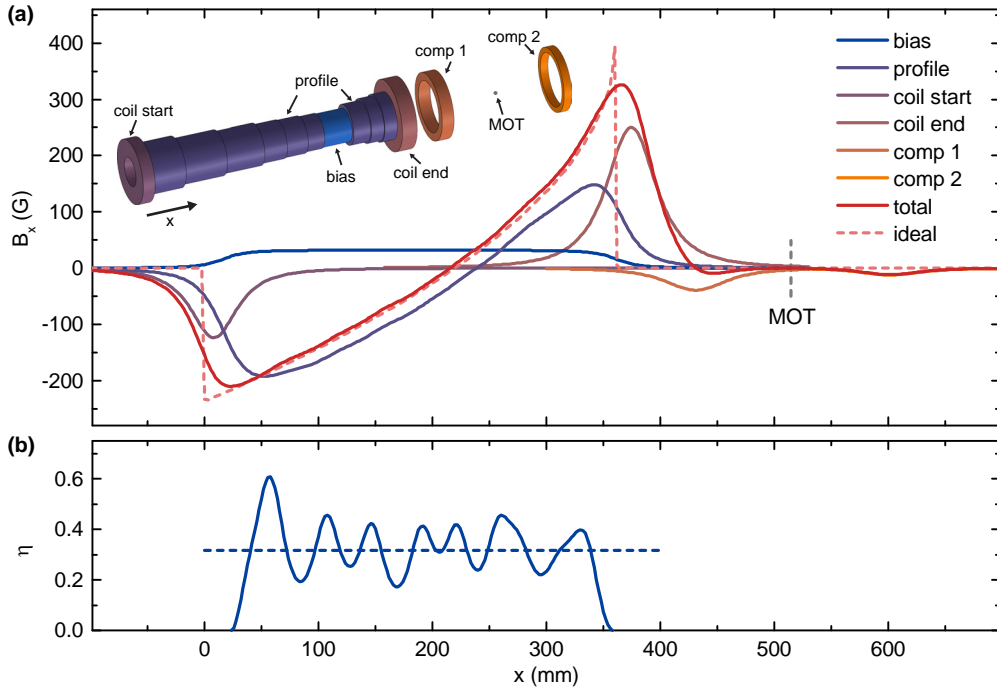 (a)
400
300
200
100
0
-100
-200
B_x (G)
coil start
profile
comp 1
comp 2
MOT
bias
coil end
x
bias
profile
coil start
coil end
comp 1
comp 2
total
ideal
MOT
(b)
0.6
0.4
0.2
0.0
η
0 100 200 300 400 500 600
x (mm)